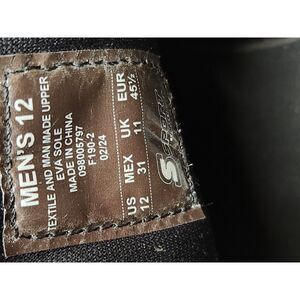 MEN'S 12
TEXTILE AND MAN MADE UPPER
EVA SOLE
MADE IN CHINA
098005797
F190-2
02/24
US MEX UK EUR
12 31 11 45½
S